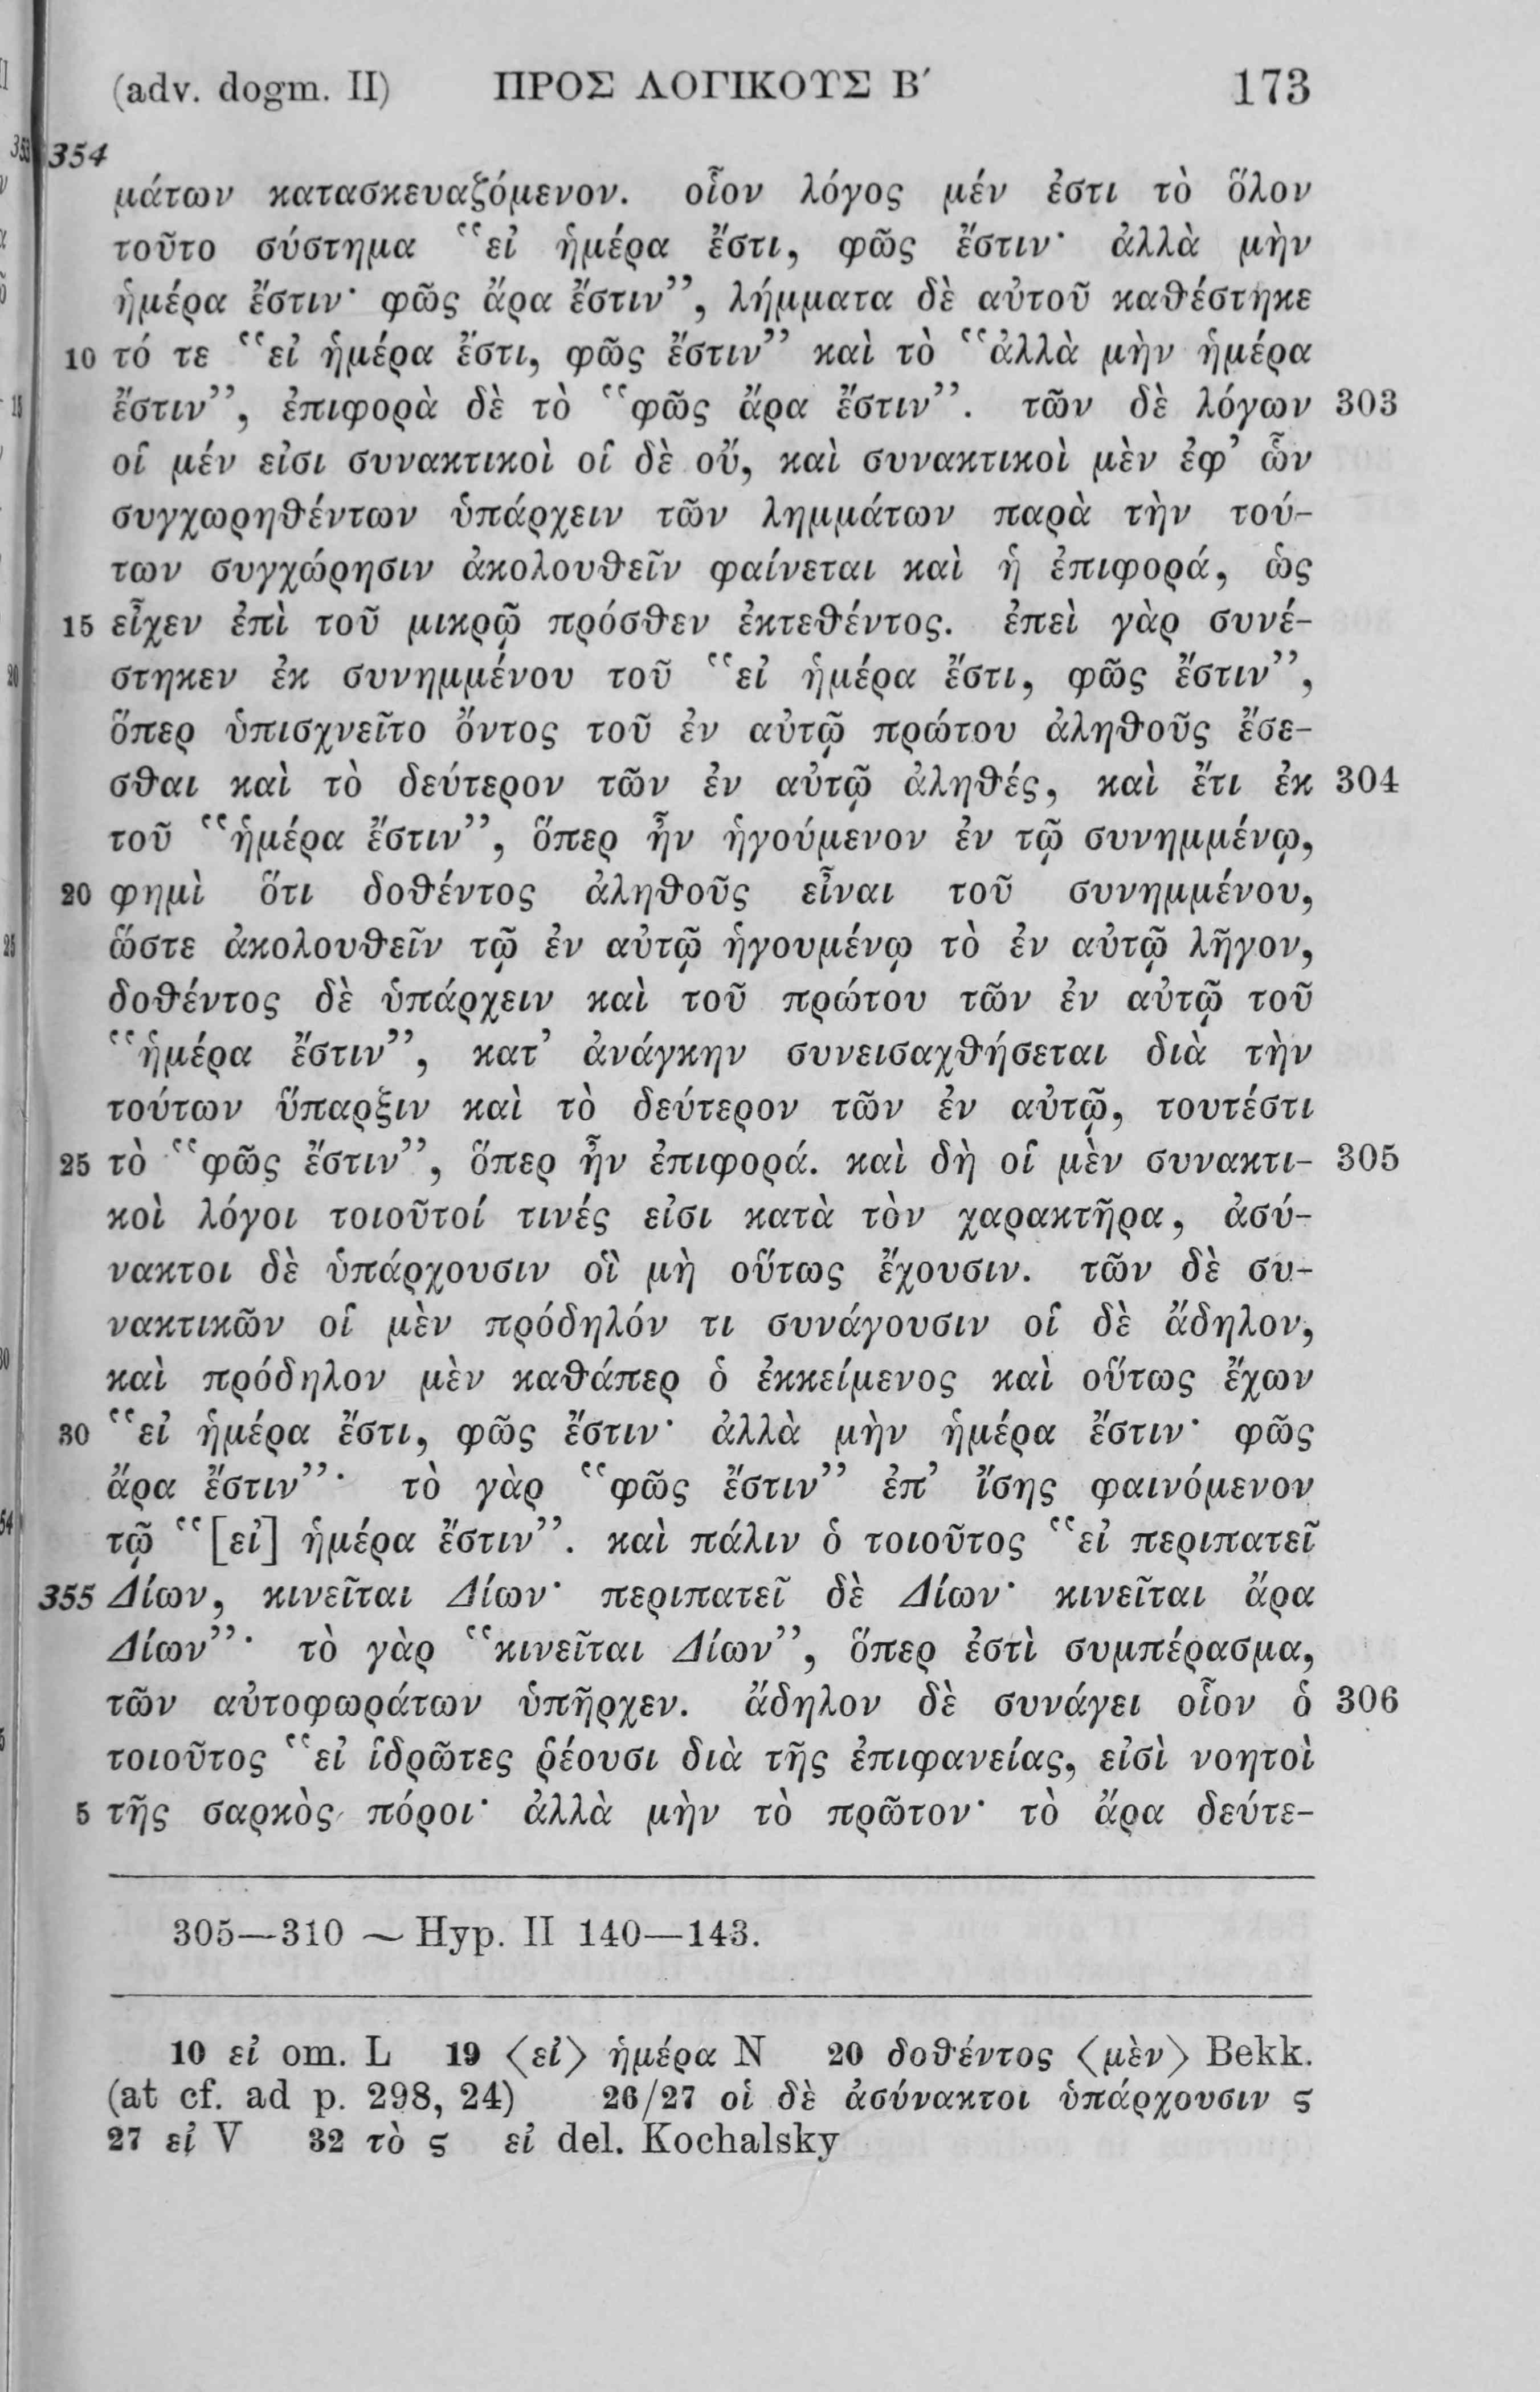 (adv. dogm. II) ΠΡΟΣ ΛΟΓΙΚΟΥΣ Β′ 173
354
μάτων κατασκευαζόμενον. οἷον λόγος μέν ἐστι τὸ ὅλον
τοῦτο σύστημα “εἰ ἡμέρα ἔστι, φῶς ἔστιν· ἀλλὰ μὴν
ἡμέρα ἔστιν· φῶς ἄρα ἔστιν”, λήμματα δὲ αὐτοῦ καθέστηκε
10 τό τε “εἰ ἡμέρα ἔστι, φῶς ἔστιν” καὶ τὸ “ἀλλὰ μὴν ἡμέρα
ἔστιν”, ἐπιφορὰ δὲ τὸ “φῶς ἄρα ἔστιν”. τῶν δὲ λόγων 303
οἱ μέν εἰσι συνακτικοὶ οἱ δὲ οὔ, καὶ συνακτικοὶ μὲν ἐφ’ ὧν
συγχωρηθέντων ὑπάρχειν τῶν λημμάτων παρὰ τὴν τού-
των συγχώρησιν ἀκολουθεῖν φαίνεται καὶ ἡ ἐπιφορά, ὡς
15 εἶχεν ἐπὶ τοῦ μικρῷ πρόσθεν ἐκτεθέντος. ἐπεὶ γὰρ συνέ-
στηκεν ἐκ συνημμένου τοῦ “εἰ ἡμέρα ἔστι, φῶς ἔστιν”,
ὅπερ ὑπισχνεῖτο ὄντος τοῦ ἐν αὐτῷ πρώτου ἀληθοῦς ἔσε-
σθαι καὶ τὸ δεύτερον τῶν ἐν αὐτῷ ἀληθές, καὶ ἔτι ἐκ 304
τοῦ “ἡμέρα ἔστιν”, ὅπερ ἦν ἡγούμενον ἐν τῷ συνημμένῳ,
20 φημὶ ὅτι δοθέντος ἀληθοῦς εἶναι τοῦ συνημμένου,
ὥστε ἀκολουθεῖν τῷ ἐν αὐτῷ ἡγουμένῳ τὸ ἐν αὐτῷ λῆγον,
δοθέντος δὲ ὑπάρχειν καὶ τοῦ πρώτου τῶν ἐν αὐτῷ τοῦ
“ἡμέρα ἔστιν”, κατ’ ἀνάγκην συνεισαχθήσεται διὰ τὴν
τούτων ὕπαρξιν καὶ τὸ δεύτερον τῶν ἐν αὐτῷ, τουτέστι
25 τὸ “φῶς ἔστιν”, ὅπερ ἦν ἐπιφορά. καὶ δὴ οἱ μὲν συνακτι- 305
κοὶ λόγοι τοιοῦτοί τινές εἰσι κατὰ τὸν χαρακτῆρα, ἀσύ-
νακτοι δὲ ὑπάρχουσιν οἳ μὴ οὕτως ἔχουσιν. τῶν δὲ συ-
νακτικῶν οἱ μὲν πρόδηλόν τι συνάγουσιν οἱ δὲ ἄδηλον,
καὶ πρόδηλον μὲν καθάπερ ὁ ἐκκείμενος καὶ οὕτως ἔχων
30 “εἰ ἡμέρα ἔστι, φῶς ἔστιν· ἀλλὰ μὴν ἡμέρα ἔστιν· φῶς
ἄρα ἔστιν”· τὸ γὰρ “φῶς ἔστιν” ἐπ’ ἴσης φαινόμενον
τῷ “[εἰ] ἡμέρα ἔστιν”. καὶ πάλιν ὁ τοιοῦτος “εἰ περιπατεῖ
355 Δίων, κινεῖται Δίων· περιπατεῖ δὲ Δίων· κινεῖται ἄρα
Δίων”· τὸ γὰρ “κινεῖται Δίων”, ὅπερ ἐστὶ συμπέρασμα,
τῶν αὐτοφωράτων ὑπῆρχεν. ἄδηλον δὲ συνάγει οἷον ὁ 306
τοιοῦτος “εἰ ἱδρῶτες ῥέουσι διὰ τῆς ἐπιφανείας, εἰσὶ νοητοὶ
5 τῆς σαρκὸς πόροι· ἀλλὰ μὴν τὸ πρῶτον· τὸ ἄρα δεύτε-
305—310 ∼ Hyp. II 140—143.
10 εἰ om. L 19 ⟨εἰ⟩ ἡμέρα N 20 δοθέντος ⟨μὲν⟩ Bekk.
(at cf. ad p. 298, 24) 26/27 οἱ δὲ ἀσύνακτοι ὑπάρχουσιν ς
27 εἰ V 32 τὸ ς εἰ del. Kochalsky